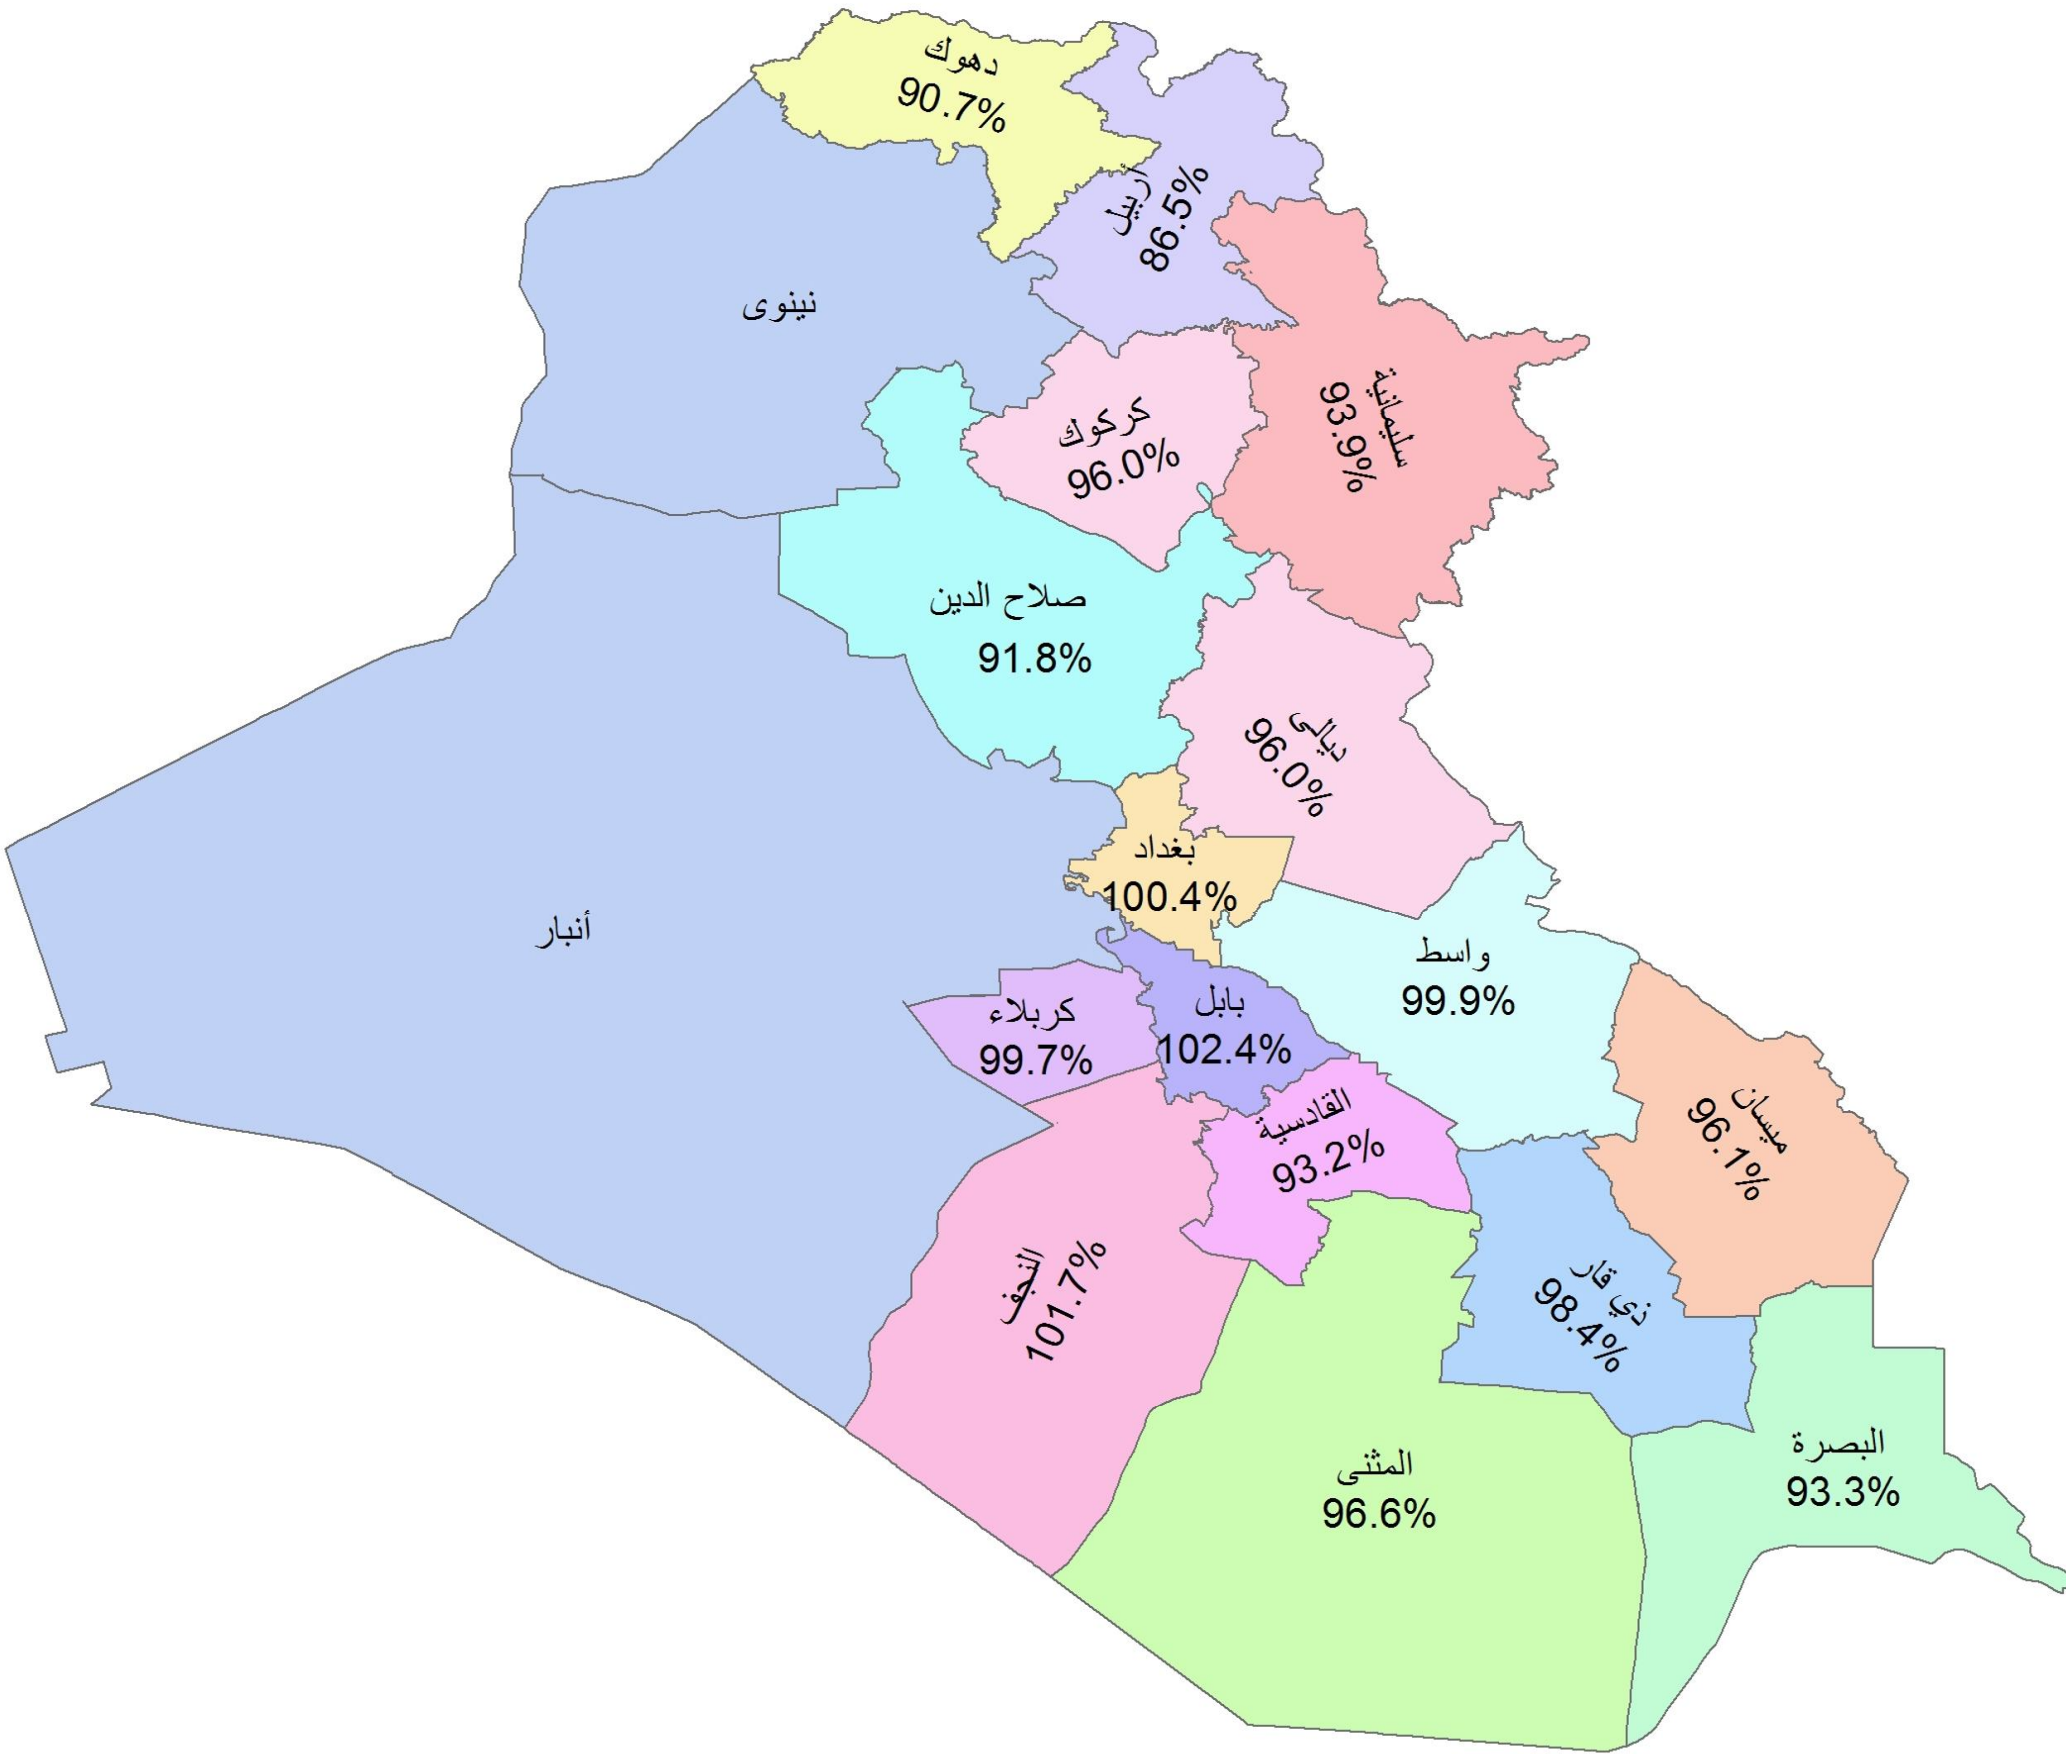 دهوك
90.7%
أربيل
86.5%
نينوى
سليمانية
93.9%
كركوك
96.0%
صلاح الدين
91.8%
ديالى
96.0%
بغداد
100.4%
أنبار
واسط
99.9%
كربلاء
99.7%
بابل
102.4%
القادسية
93.2%
ميسان
96.1%
النجف
101.7%
ذي قار
98.4%
المثنى
96.6%
البصرة
93.3%